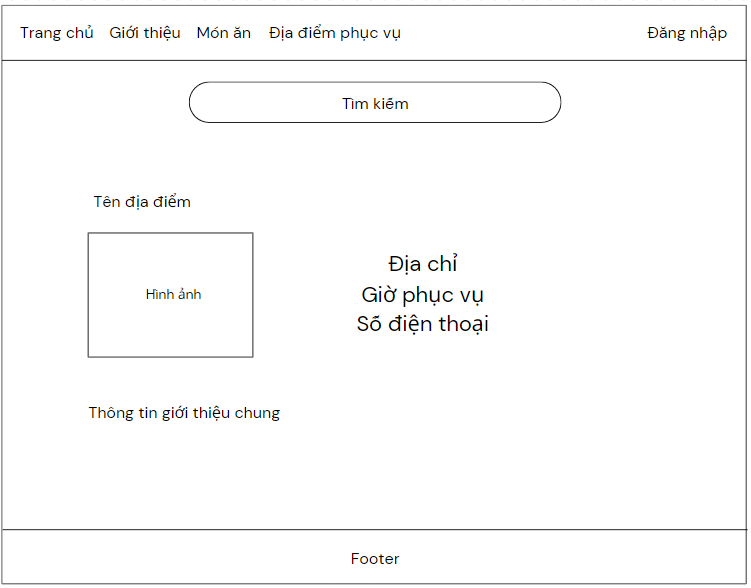 Trang chủ Giới thiệu Món ăn Địa điểm phục vụ Đăng nhập
Tìm kiếm
Tên địa điểm
Hình ảnh
Địa chỉ
Giờ phục vụ
Số điện thoại
Thông tin giới thiệu chung
Footer